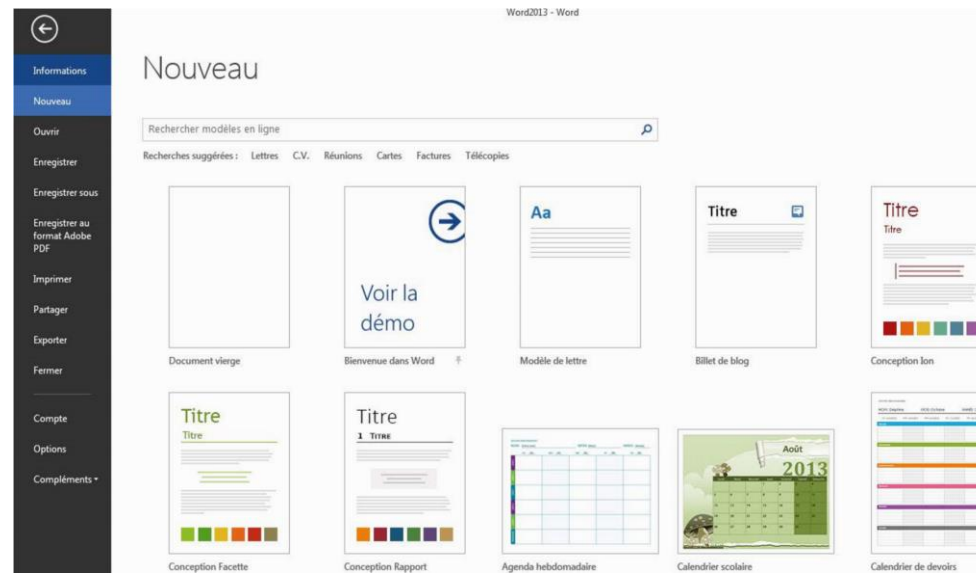 Word2013 - Word
Informations
Nouveau
Ouvrir
Enregistrer
Enregistrer sous
Enregistrer au
format Adobe
PDF
Imprimer
Partager
Exporter
Fermer
Compte
Options
Compléments
Nouveau
Rechercher modèles en ligne
Recherches suggérées : Lettres C.V. Réunions Cartes Factures Télécopies
Voir la
démo
Aa
Titre
Titre
Titre
Document vierge
Bienvenue dans Word
Modèle de lettre
Billet de blog
Conception Ion
Titre
Titre
Titre
1 TITRE
Août
2013
Conception Facette
Conception Rapport
Agenda hebdomadaire
Calendrier scolaire
Calendrier de devoirs